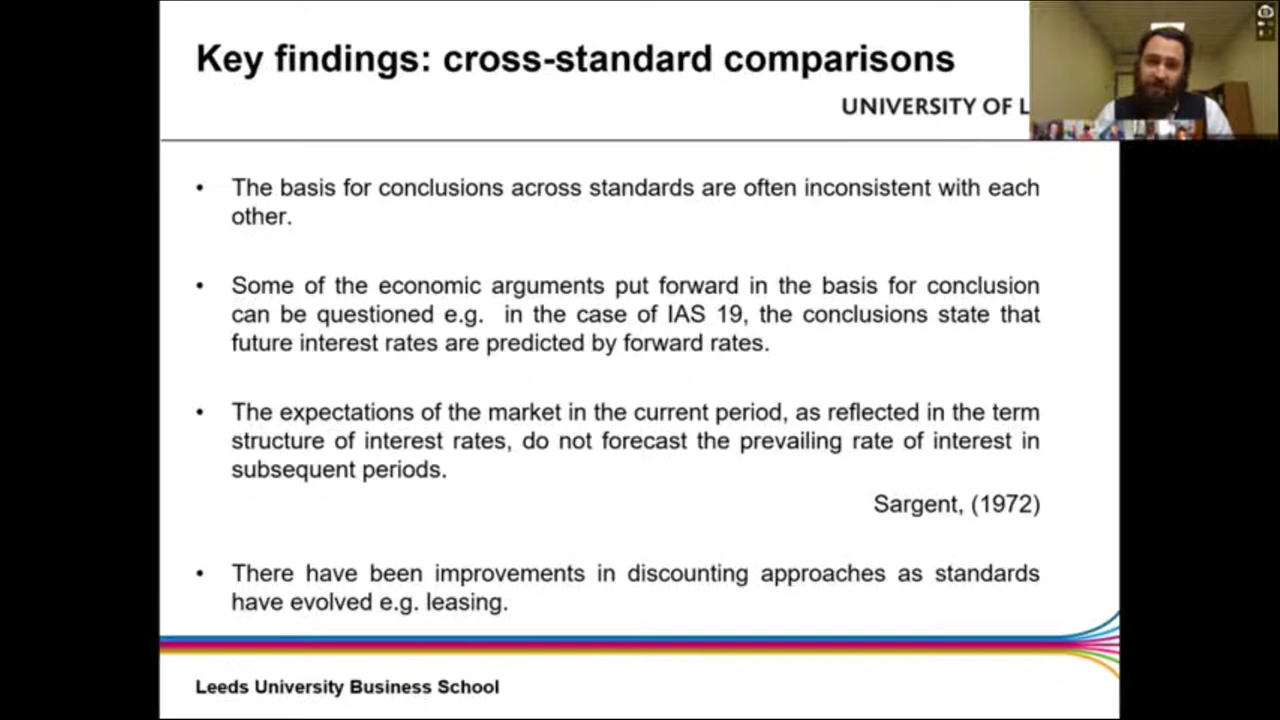 Key findings: cross-standard comparisons
UNIVERSITY OF L
• The basis for conclusions across standards are often inconsistent with each
other.
• Some of the economic arguments put forward in the basis for conclusion
can be questioned e.g. in the case of IAS 19, the conclusions state that
future interest rates are predicted by forward rates.
• The expectations of the market in the current period, as reflected in the term
structure of interest rates, do not forecast the prevailing rate of interest in
subsequent periods.
Sargent, (1972)
• There have been improvements in discounting approaches as standards
have evolved e.g. leasing.
Leeds University Business School